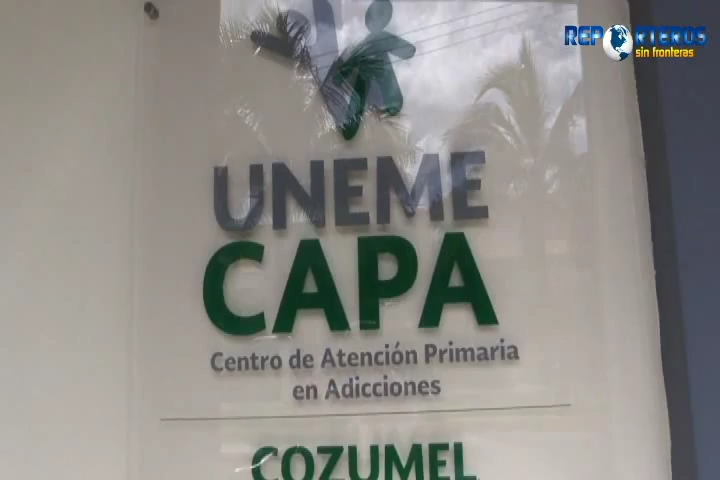 REPORTEROS
sin fronteras
UNEME
CAPA
Centro de Atención Primaria
en Adicciones
COZUMEL